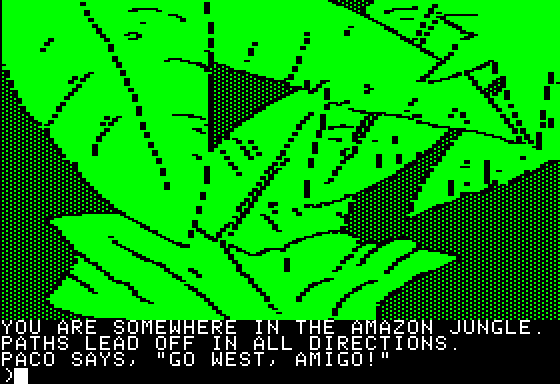 YOU ARE SOMEWHERE IN THE AMAZON JUNGLE.
PATHS LEAD OFF IN ALL DIRECTIONS.
PACO SAYS, "GO WEST, AMIGO!"
>